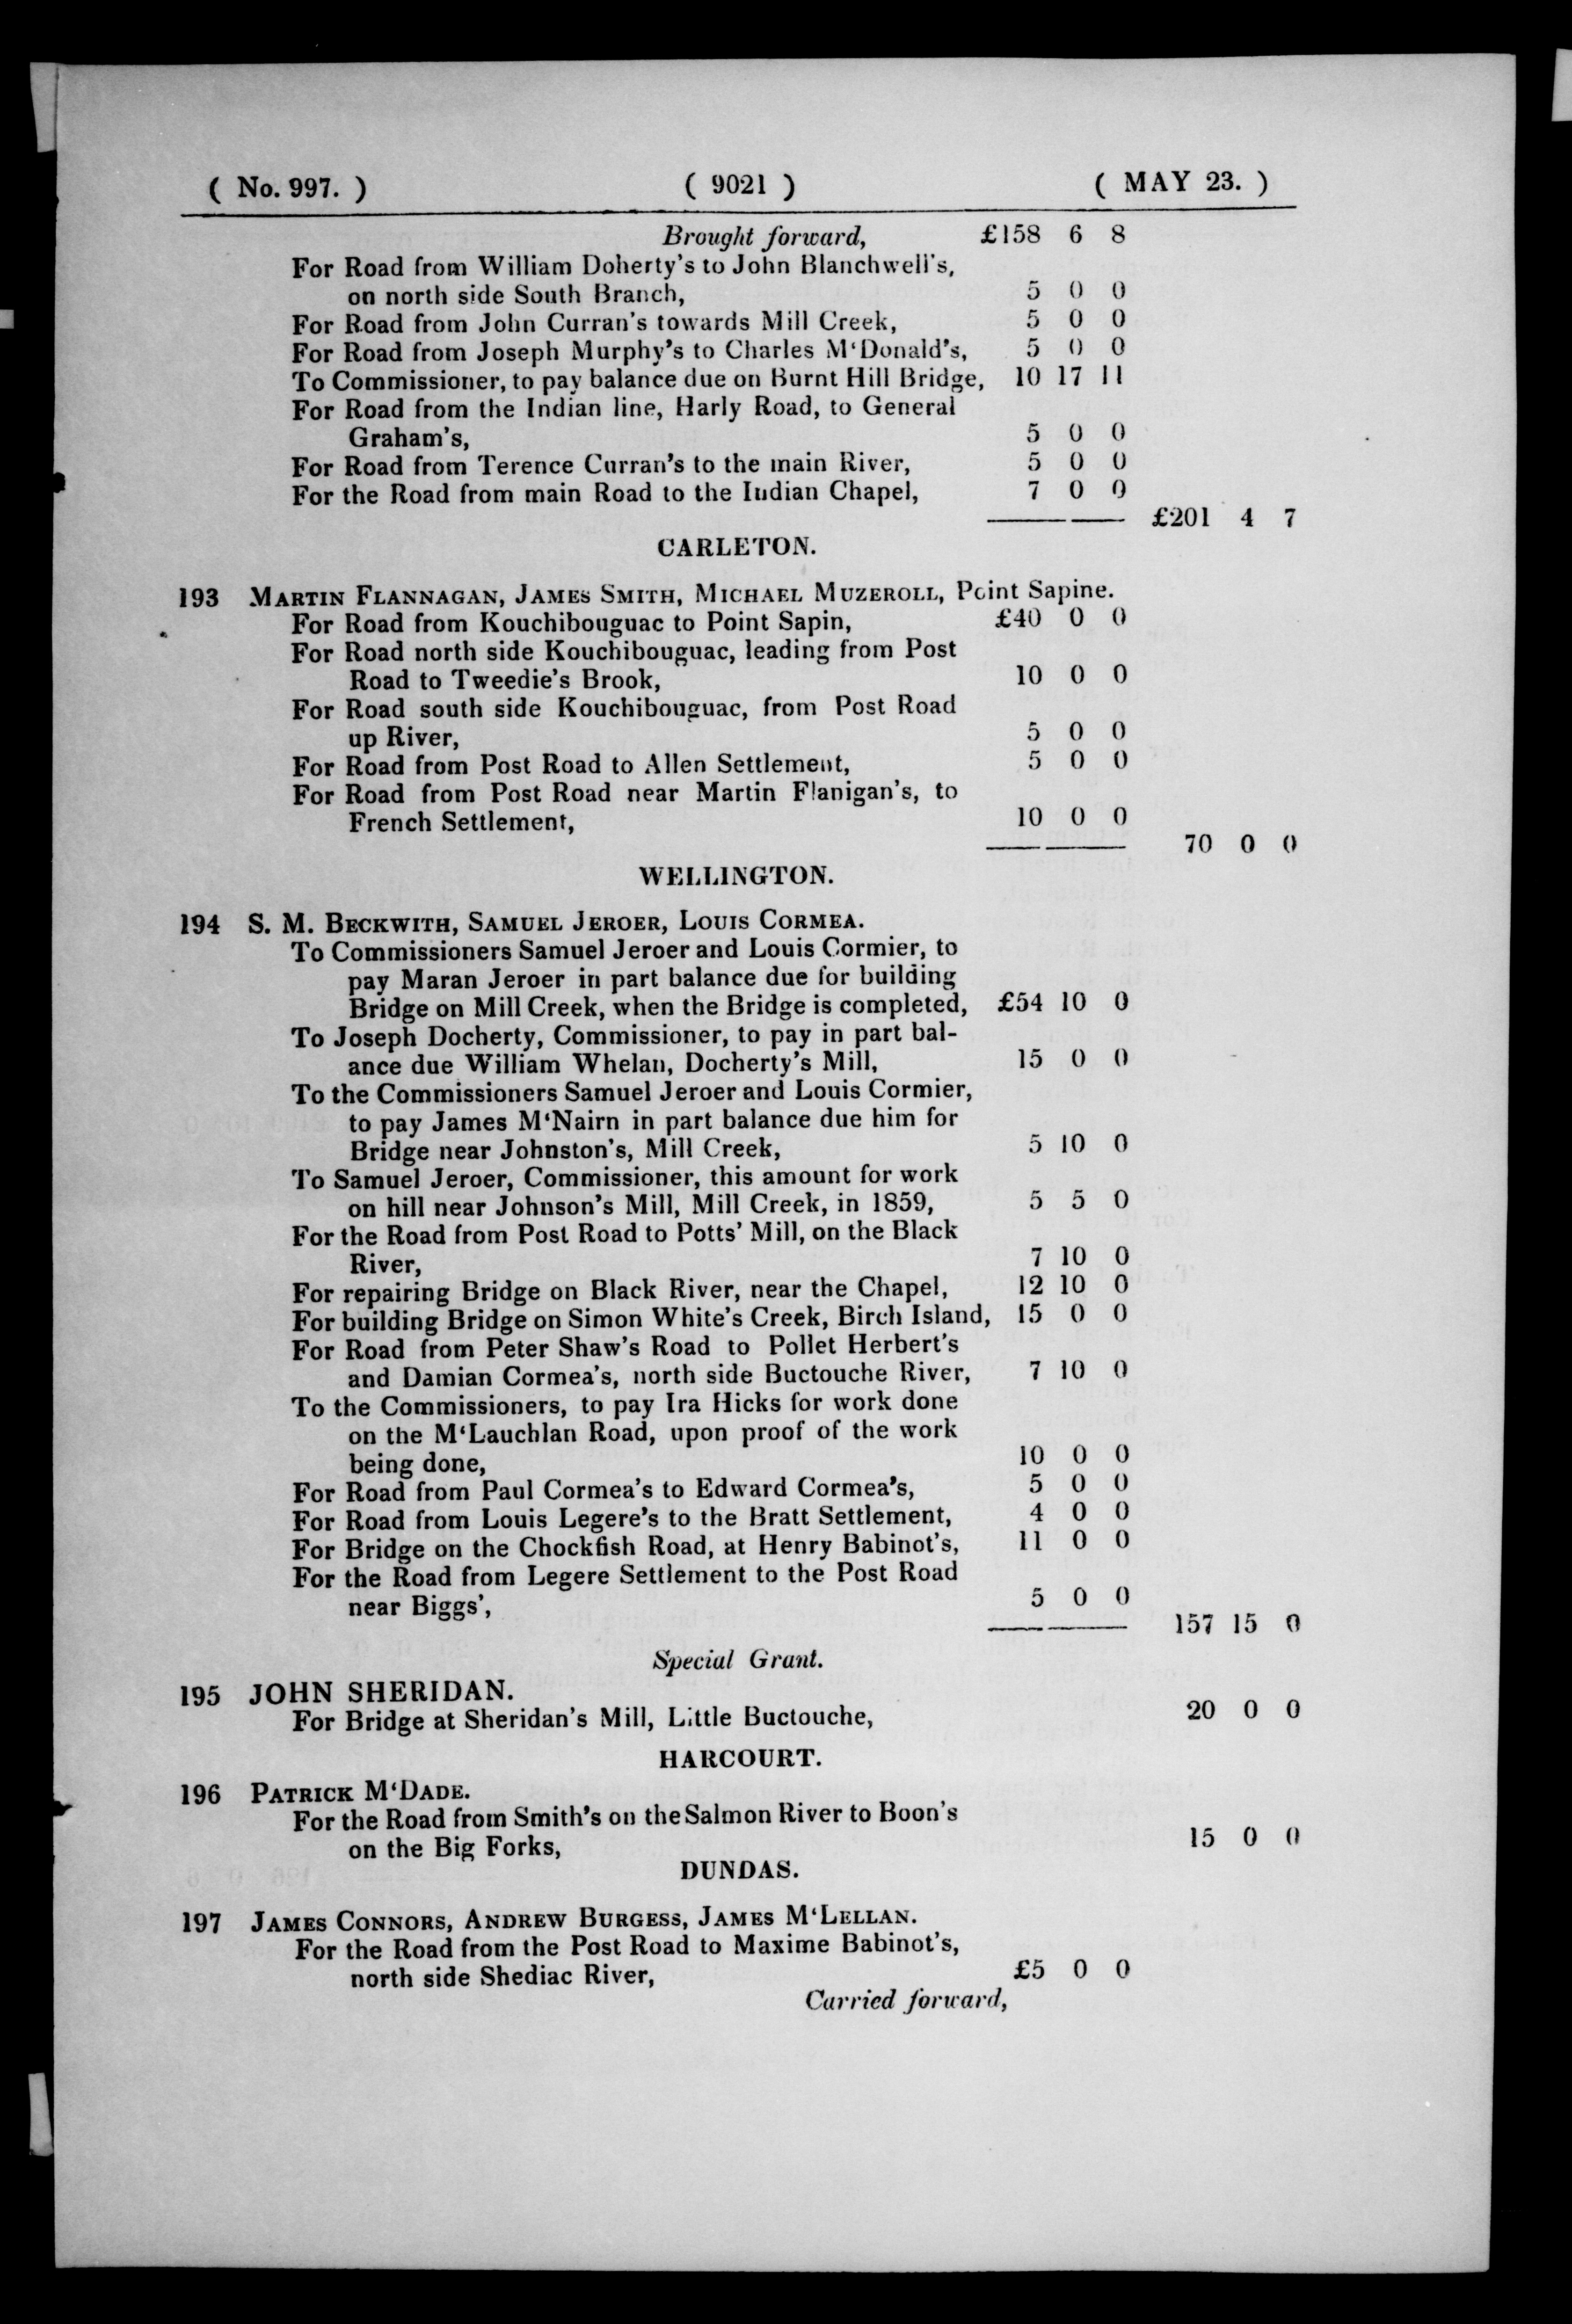 ( No. 997. ) ( 9021 ) ( MAY 23. )
Brought forward, £158 6 8
For Road from William Doherty's to John Blanchwell's,
on north side South Branch, 5 0 0
For Road from John Curran's towards Mill Creek, 5 0 0
For Road from Joseph Murphy's to Charles M'Donald's, 5 0 0
To Commissioner, to pay balance due on Burnt Hill Bridge, 10 17 11
For Road from the Indian line, Harly Road, to General
Graham's, 5 0 0
For Road from Terence Curran's to the main River, 5 0 0
For the Road from main Road to the Indian Chapel, 7 0 0
£201 4 7
CARLETON.
193 MARTIN FLANNAGAN, JAMES SMITH, MICHAEL MUZEROLL, Point Sapine.
For Road from Kouchibouguac to Point Sapin, £40 0 0
For Road north side Kouchibouguac, leading from Post
Road to Tweedie's Brook, 10 0 0
For Road south side Kouchibouguac, from Post Road
up River, 5 0 0
For Road from Post Road to Allen Settlement, 5 0 0
For Road from Post Road near Martin Flanigan's, to
French Settlement, 10 0 0
70 0 0
WELLINGTON.
194 S. M. BECKWITH, SAMUEL JEROER, LOUIS CORMEA.
To Commissioners Samuel Jeroer and Louis Cormier, to
pay Maran Jeroer in part balance due for building
Bridge on Mill Creek, when the Bridge is completed, £54 10 0
To Joseph Docherty, Commissioner, to pay in part bal-
ance due William Whelan, Docherty's Mill, 15 0 0
To the Commissioners Samuel Jeroer and Louis Cormier,
to pay James M'Nairn in part balance due him for
Bridge near Johnston's, Mill Creek, 5 10 0
To Samuel Jeroer, Commissioner, this amount for work
on hill near Johnson's Mill, Mill Creek, in 1859, 5 5 0
For the Road from Post Road to Potts' Mill, on the Black
River, 7 10 0
For repairing Bridge on Black River, near the Chapel, 12 10 0
For building Bridge on Simon White's Creek, Birch Island, 15 0 0
For Road from Peter Shaw's Road to Pollet Herbert's
and Damian Cormea's, north side Buctouche River, 7 10 0
To the Commissioners, to pay Ira Hicks for work done
on the M'Lauchlan Road, upon proof of the work
being done, 10 0 0
For Road from Paul Cormea's to Edward Cormea's, 5 0 0
For Road from Louis Legere's to the Bratt Settlement, 4 0 0
For Bridge on the Chockfish Road, at Henry Babinot's, 11 0 0
For the Road from Legere Settlement to the Post Road
near Biggs', 5 0 0
157 15 0
Special Grant.
195 JOHN SHERIDAN.
For Bridge at Sheridan's Mill, Little Buctouche, 20 0 0
HARCOURT.
196 PATRICK M'DADE.
For the Road from Smith's on the Salmon River to Boon's
on the Big Forks, 15 0 0
DUNDAS.
197 JAMES CONNORS, ANDREW BURGESS, JAMES M'LELLAN.
For the Road from the Post Road to Maxime Babinot's,
north side Shediac River, £5 0 0
Carried forward,